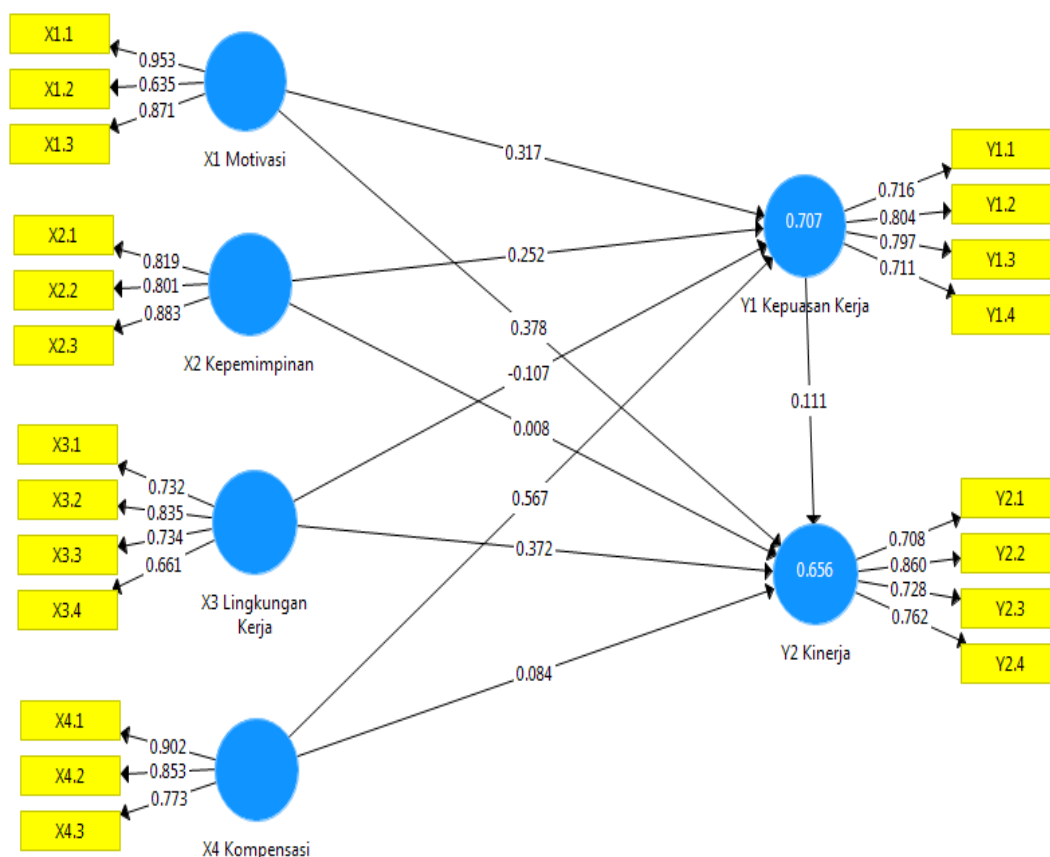 X1.1
0.953
X1.2
0.635
X1.3
0.871
X1 Motivasi
X2.1
0.819
X2.2
0.801
X2.3
0.883
X2 Kepemimpinan
X3.1
0.732
X3.2
0.835
X3.3
0.734
X3.4
0.661
X3 Lingkungan
Kerja
X4.1
0.902
X4.2
0.853
X4.3
0.773
X4 Kompensasi
0.317
0.252
0.378
-0.107
0.008
0.567
0.372
0.084
0.111
0.707
Y1 Kepuasan Kerja
0.716
Y1.1
0.804
Y1.2
0.797
Y1.3
0.711
Y1.4
0.656
Y2 Kinerja
0.708
Y2.1
0.860
Y2.2
0.728
Y2.3
0.762
Y2.4